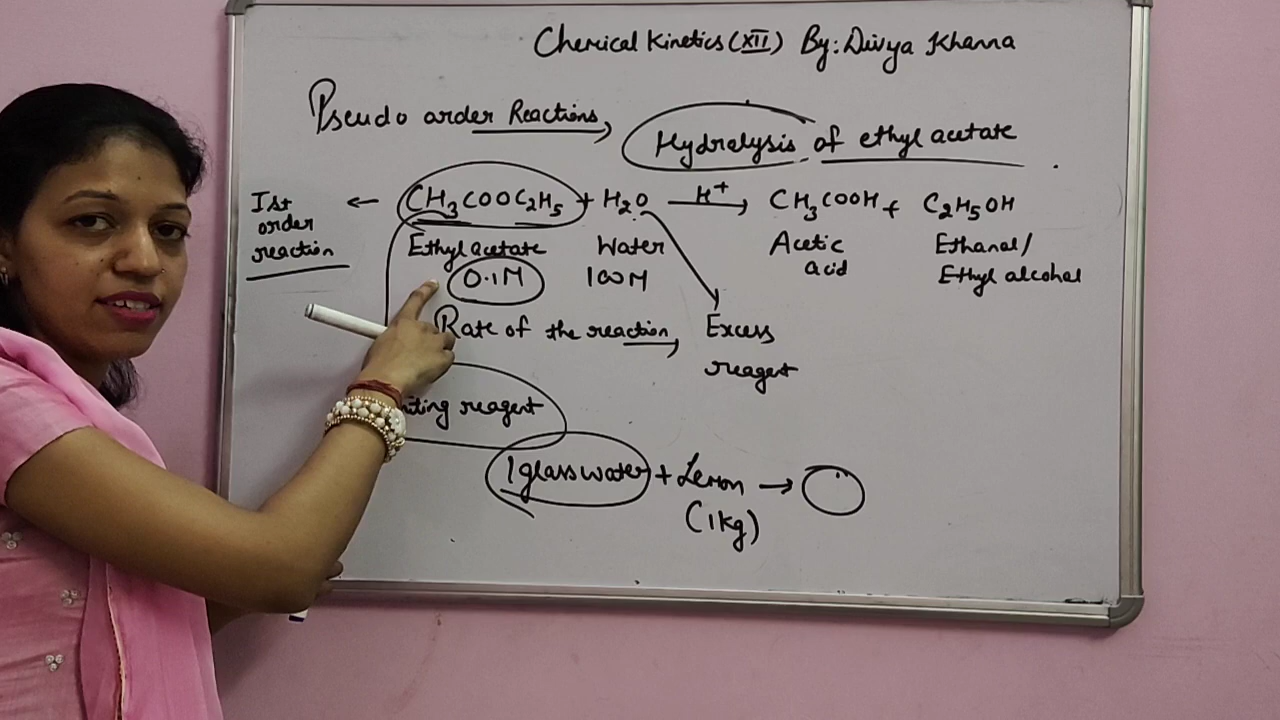 Chemical Kinetics (XII) By: Divya Khanna
Pseudo order Reactions
Hydrolysis of ethyl acetate
Ist order reaction ← CH₃COOC₂H₅ + H₂O —H⁺→ CH₃COOH + C₂H₅OH
Ethyl acetate Water Acetic acid Ethanol/
Ethyl alcohol
0.1M 100M
Rate of the reaction → Excess
reagent
iting reagent
1 glass water + Lemon →
(1kg)